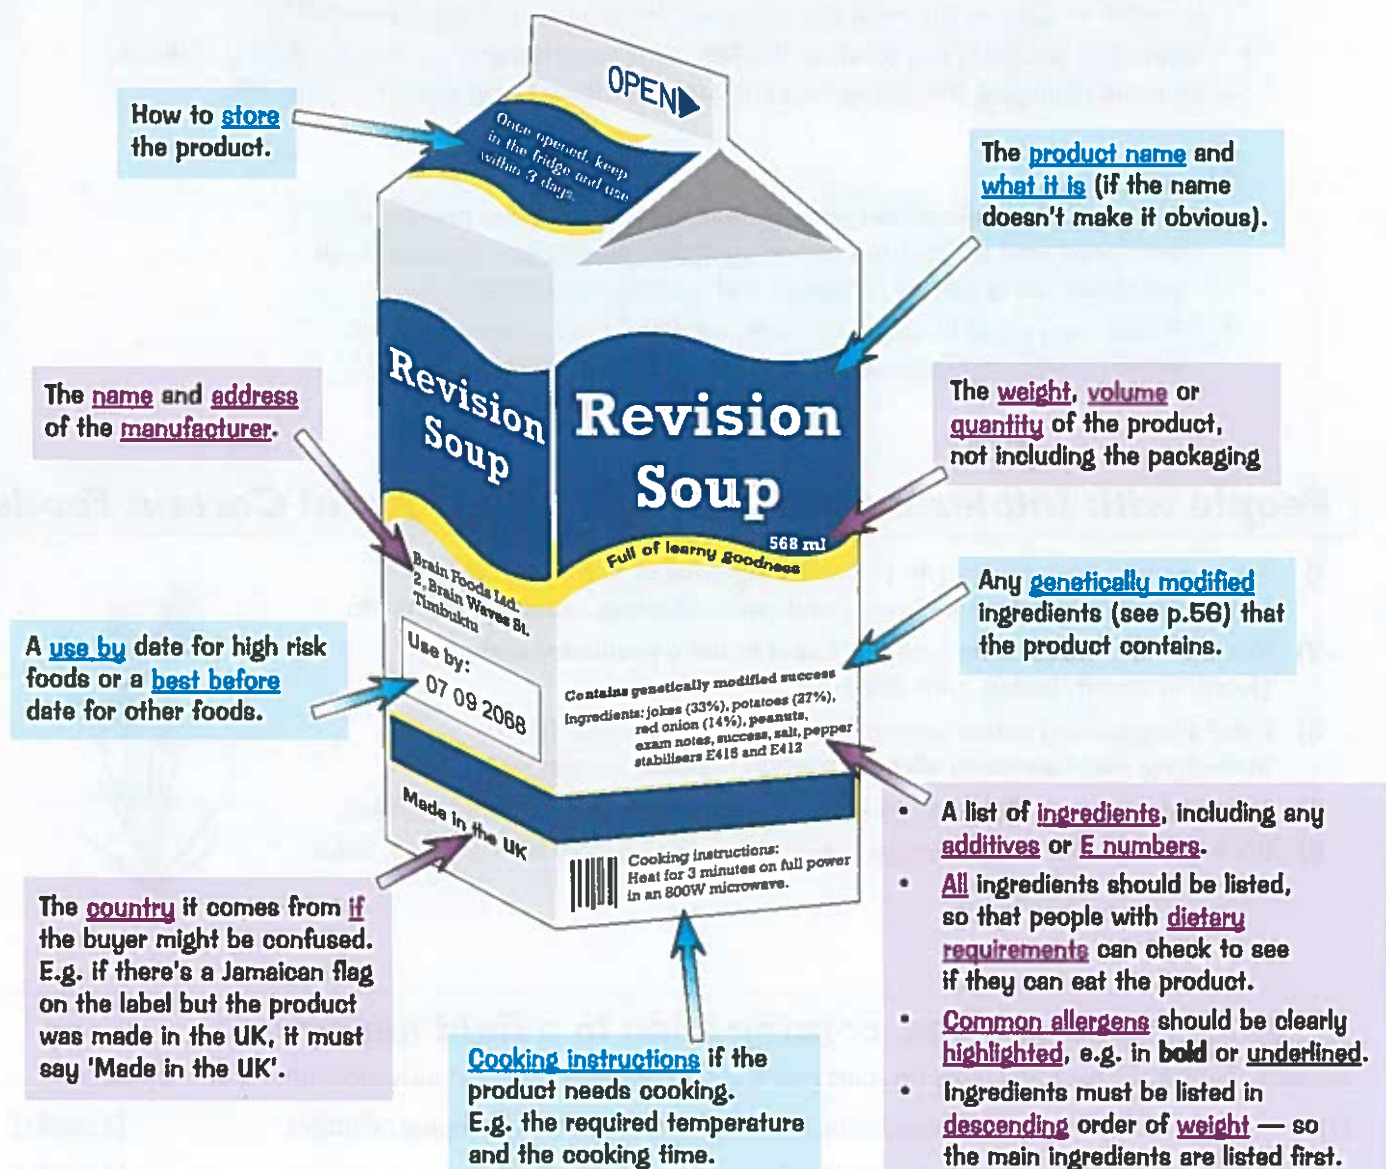 OPEN
Once opened, keep
in the fridge and use
within 3 days.
How to store
the product.
The product name and
what it is (if the name
doesn't make it obvious).
Revision
Soup
Revision
Soup
568 ml
Full of learny goodness
The name and address
of the manufacturer.
The weight, volume or
quantity of the product,
not including the packaging
Brain Foods Ltd.
2, Brain Waves St.
Timbuktu
Use by:
07 09 2068
A use by date for high risk
foods or a best before
date for other foods.
Any genetically modified
ingredients (see p.56) that
the product contains.
Contains genetically modified success
Ingredients: jokes (33%), potatoes (27%),
red onion (14%), peanuts,
exam notes, success, salt, pepper
stabilisers E415 and E412
Made in the UK
Cooking instructions:
Heat for 3 minutes on full power
in an 800W microwave.
The country it comes from if
the buyer might be confused.
E.g. if there's a Jamaican flag
on the label but the product
was made in the UK, it must
say 'Made in the UK'.
Cooking instructions if the
product needs cooking.
E.g. the required temperature
and the cooking time.
• A list of ingredients, including any
additives or E numbers.
• All ingredients should be listed,
so that people with dietary
requirements can check to see
if they can eat the product.
• Common allergens should be clearly
highlighted, e.g. in bold or underlined.
• Ingredients must be listed in
descending order of weight — so
the main ingredients are listed first.